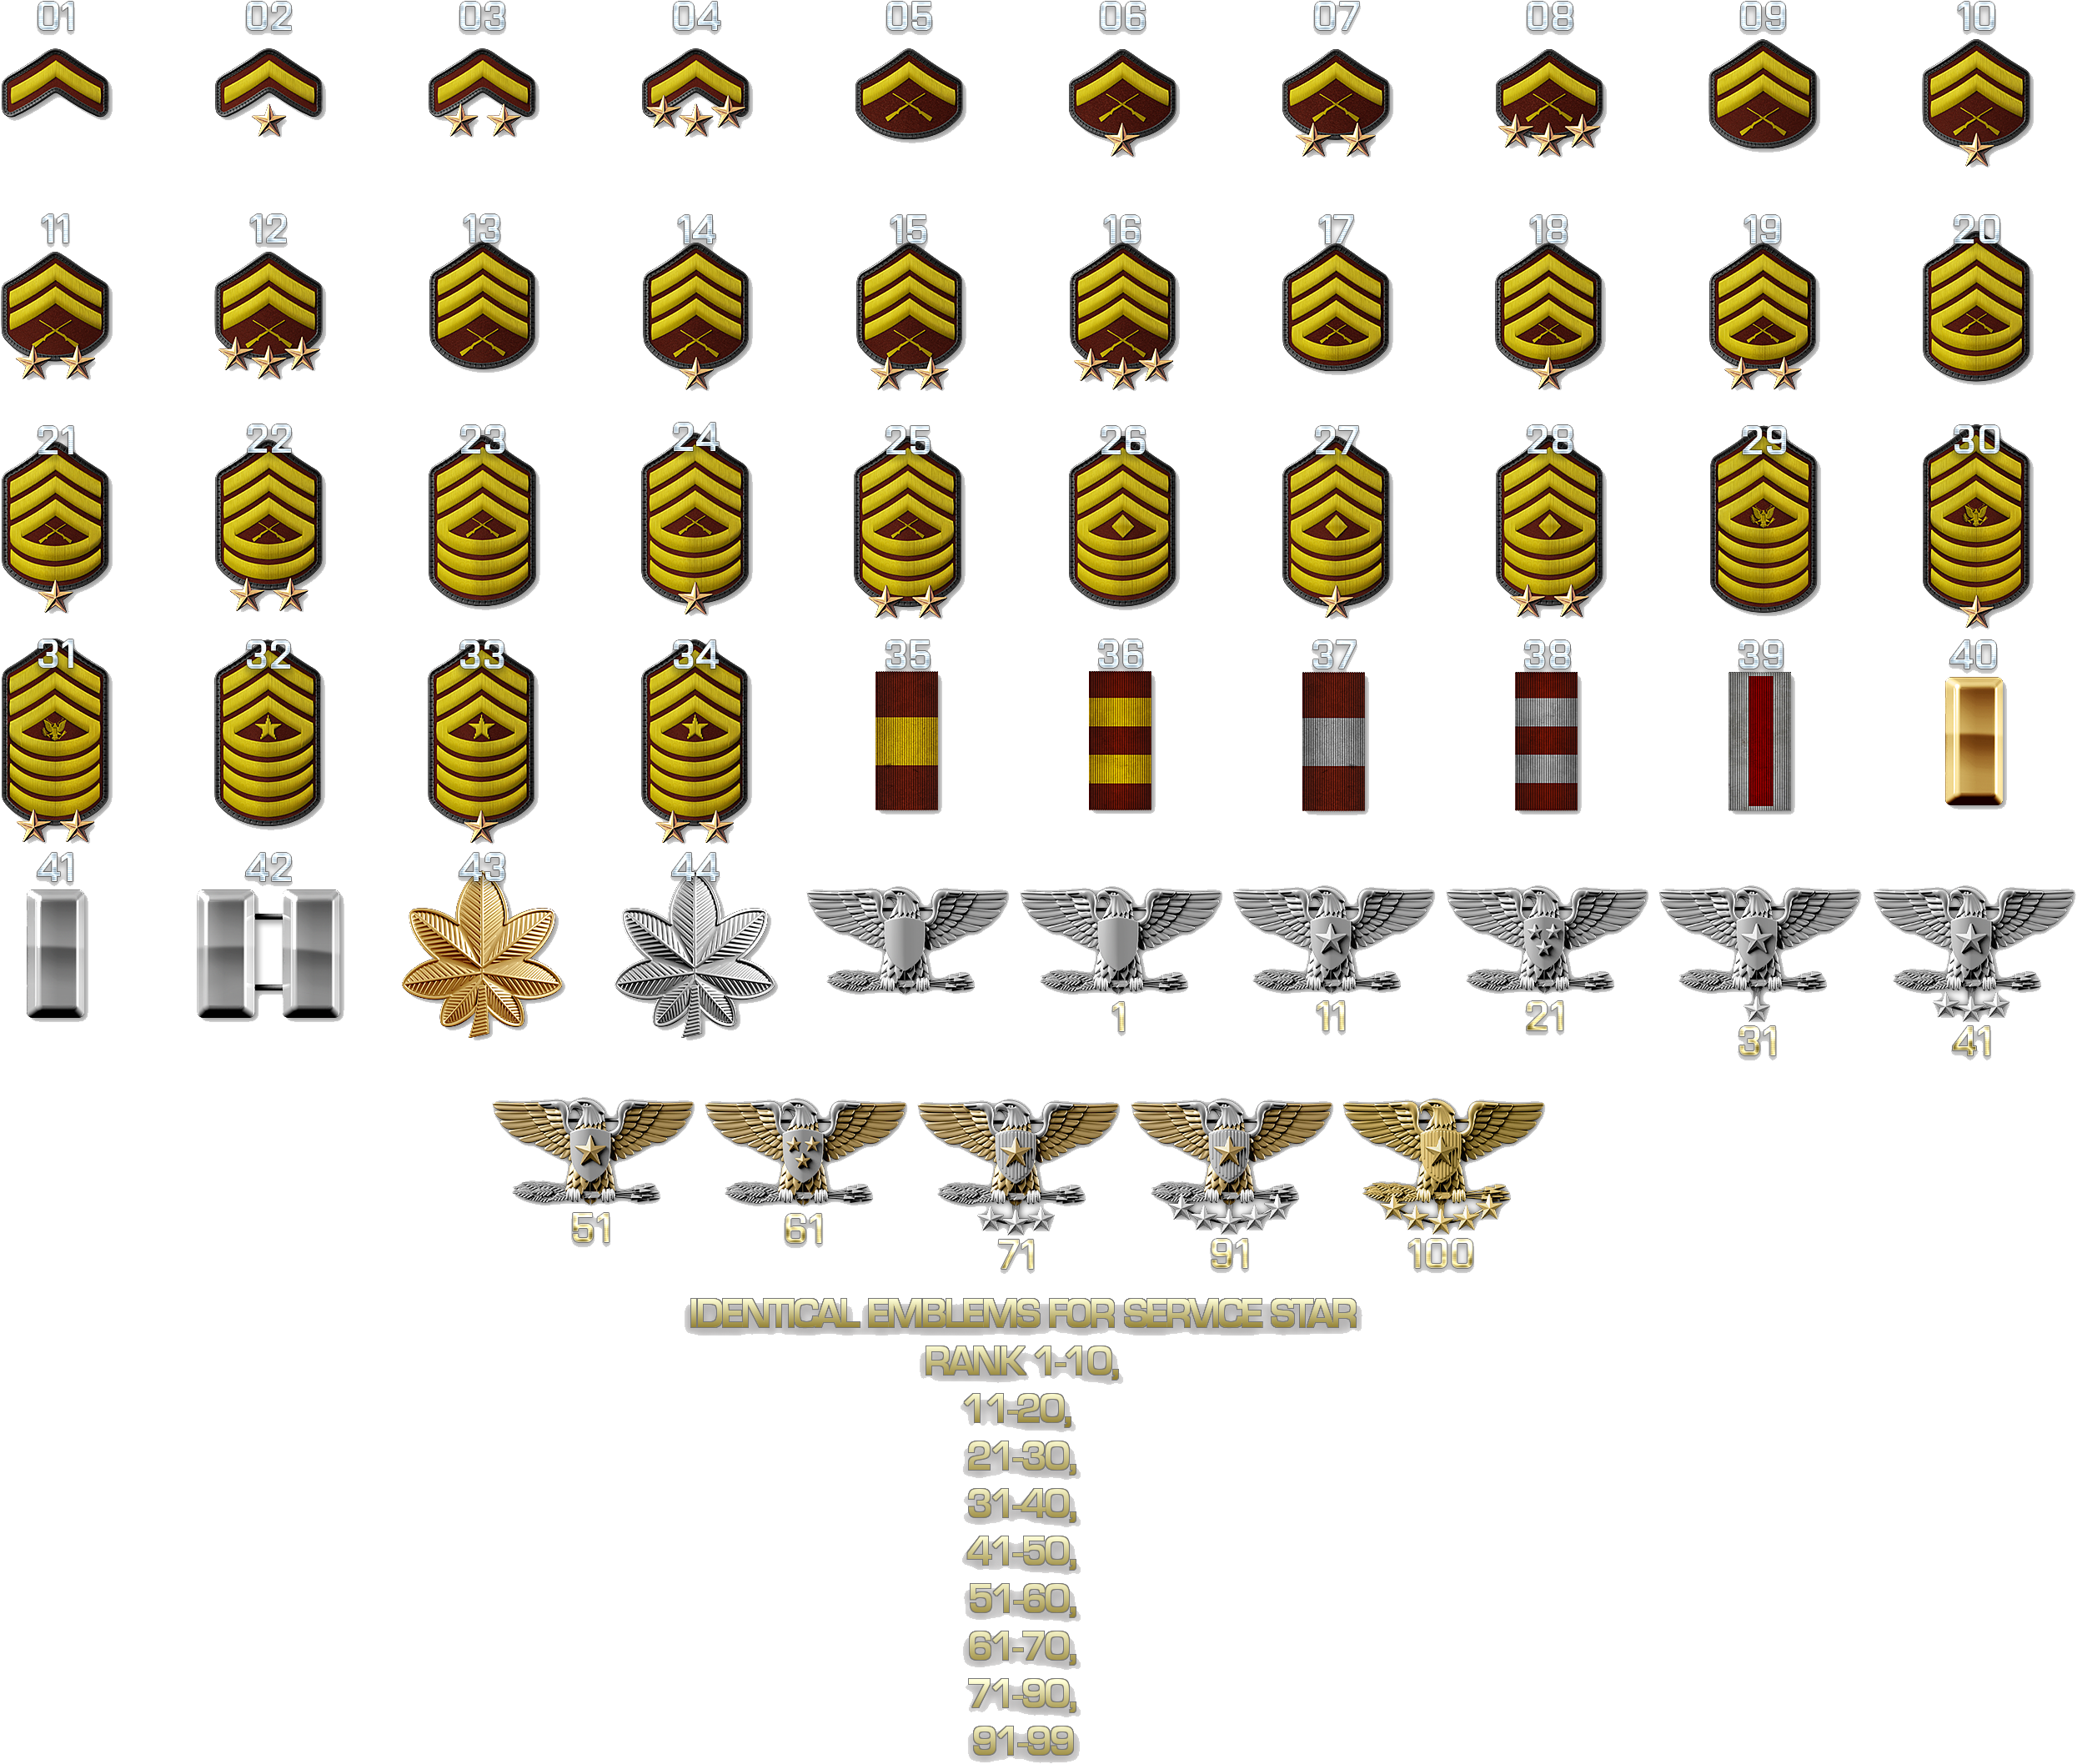 01 02 03 04 05 06 07 08 09 10
11 12 13 14 15 16 17 18 19 20
21 22 23 24 25 26 27 28 29 30
31 32 33 34 35 36 37 38 39 40
41 42 43 44
1 11 21 31 41
51 61 71 91 100
IDENTICAL EMBLEMS FOR SERVICE STAR
RANK 1-10,
11-20,
21-30,
31-40,
41-50,
51-60,
61-70,
71-90,
91-99